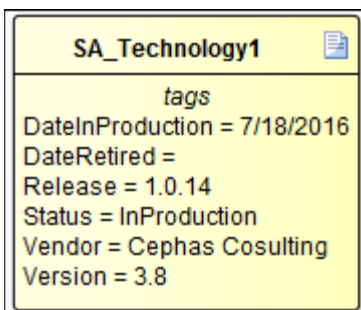 SA_Technology1
tags
DateInProduction = 7/18/2016
DateRetired =
Release = 1.0.14
Status = InProduction
Vendor = Cephas Cosulting
Version = 3.8